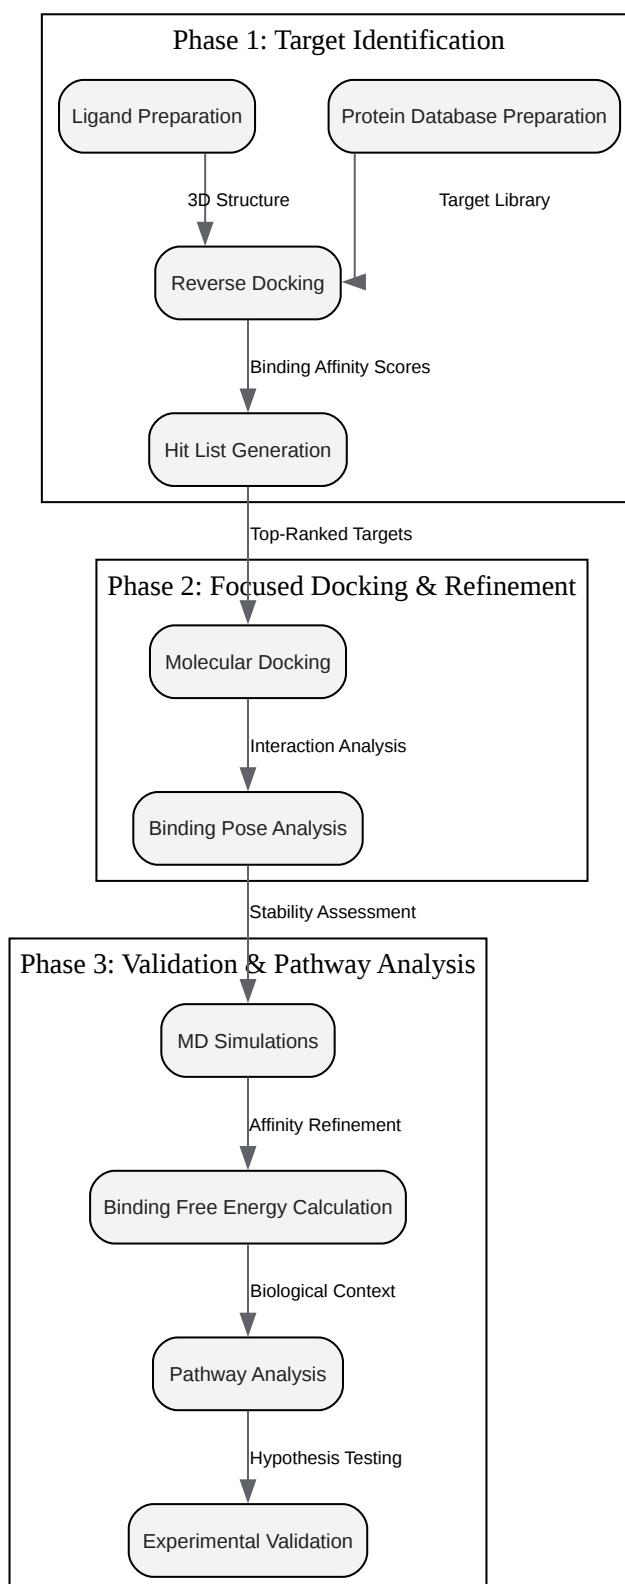 Phase 1: Target Identification
Ligand Preparation
Protein Database Preparation
3D Structure
Target Library
Reverse Docking
Binding Affinity Scores
Hit List Generation
Top-Ranked Targets
Phase 2: Focused Docking & Refinement
Molecular Docking
Interaction Analysis
Binding Pose Analysis
Stability Assessment
Phase 3: Validation & Pathway Analysis
MD Simulations
Affinity Refinement
Binding Free Energy Calculation
Biological Context
Pathway Analysis
Hypothesis Testing
Experimental Validation